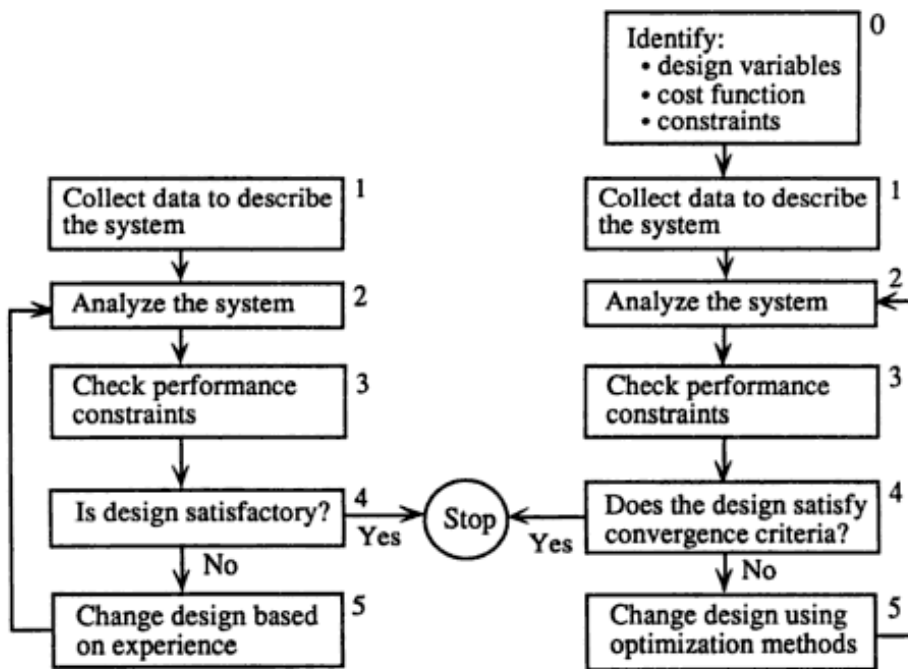 0
Identify:
• design variables
• cost function
• constraints
1
Collect data to describe
the system
2
Analyze the system
3
Check performance
constraints
4
Is design satisfactory?
Yes
No
5
Change design based
on experience
Stop
1
Collect data to describe
the system
2
Analyze the system
3
Check performance
constraints
4
Does the design satisfy
convergence criteria?
Yes
No
5
Change design using
optimization methods